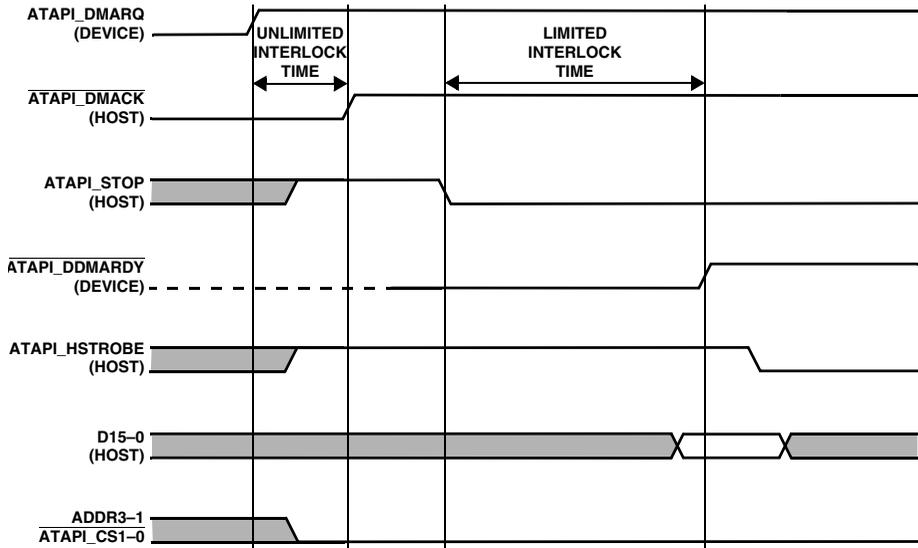 ATAPI_DMARQ
(DEVICE)
UNLIMITED
INTERLOCK
TIME
LIMITED
INTERLOCK
TIME
ATAPI_DMACK
(HOST)
ATAPI_STOP
(HOST)
ATAPI_DDMARDY
(DEVICE)
ATAPI_HSTROBE
(HOST)
D15–0
(HOST)
ADDR3–1
ATAPI_CS1–0